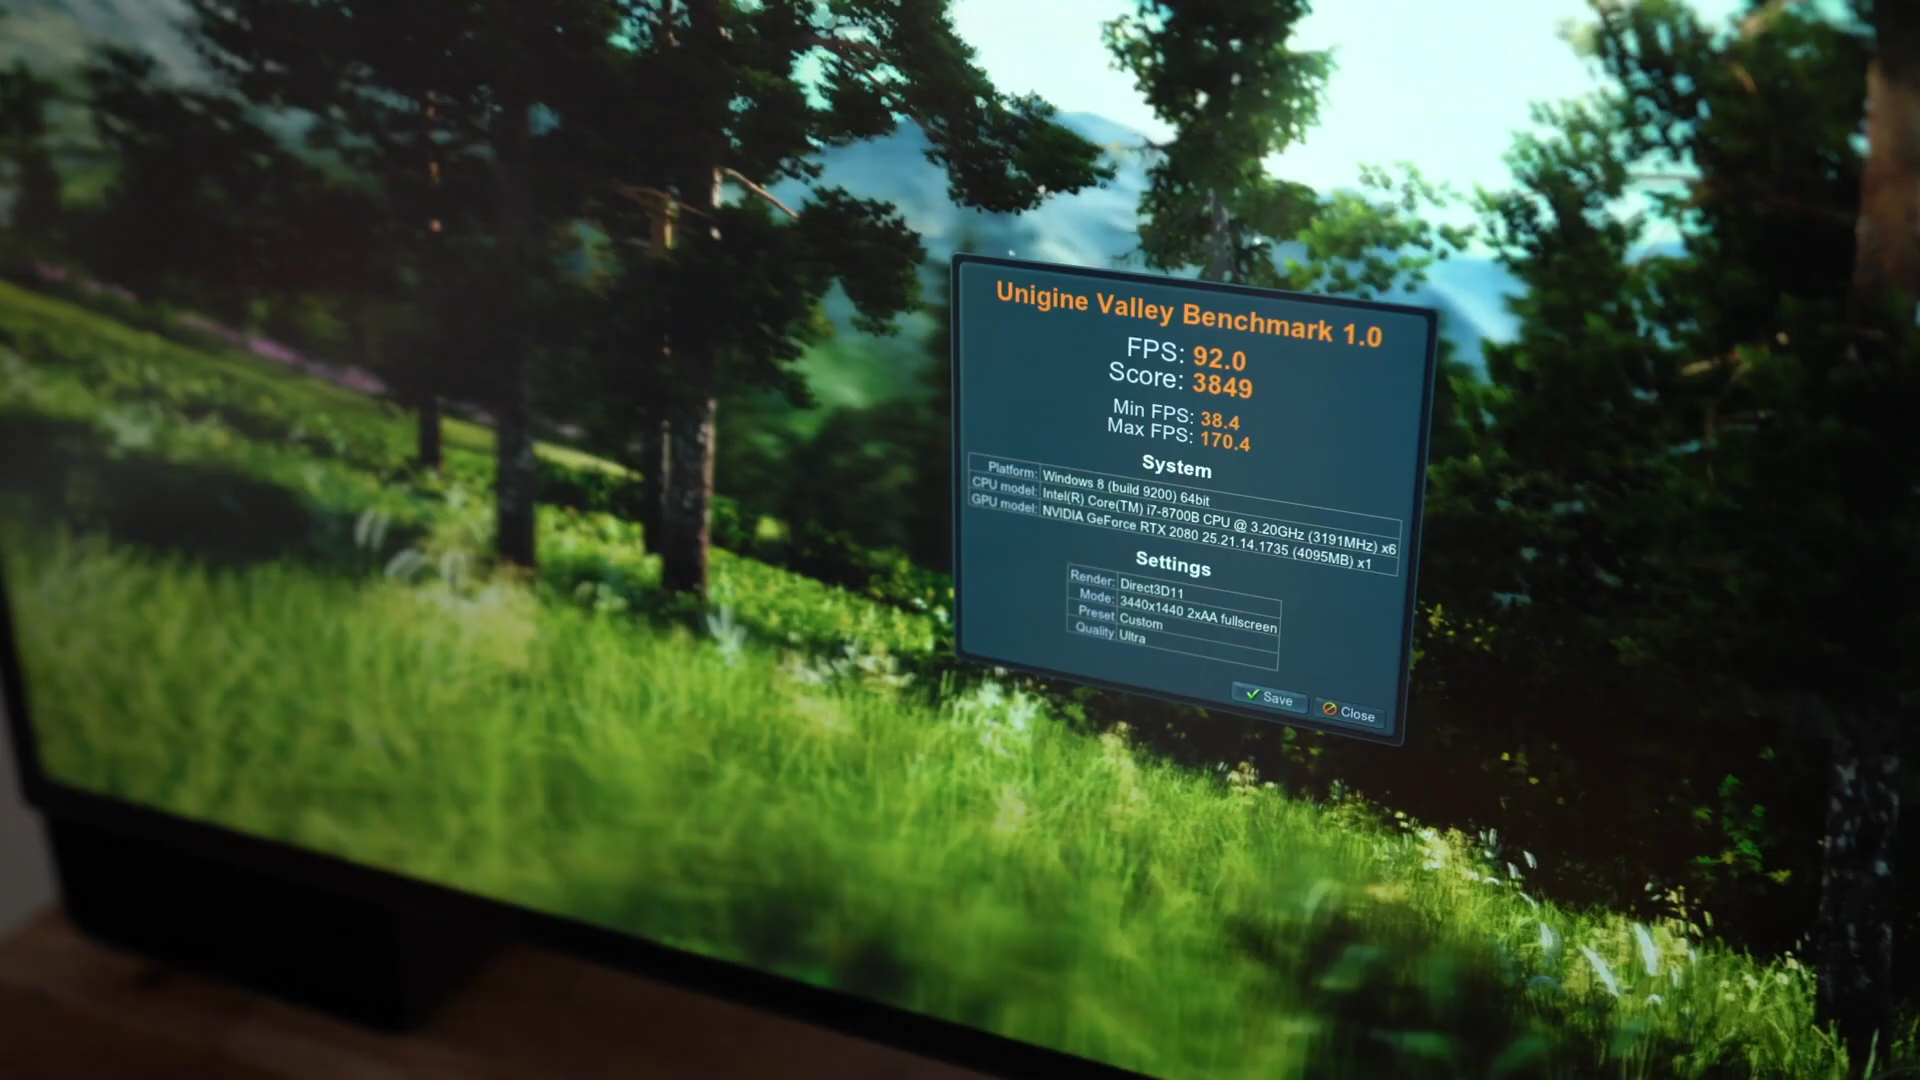 Unigine Valley Benchmark 1.0
FPS: 92.0
Score: 3849
Min FPS: 38.4
Max FPS: 170.4
System
Platform: Windows 8 (build 9200) 64bit
CPU model: Intel(R) Core(TM) i7-8700B CPU @ 3.20GHz (3191MHz) x6
GPU model: NVIDIA GeForce RTX 2080 25.21.14.1735 (4095MB) x1
Settings
Render: Direct3D11
Mode: 3440x1440 2xAA fullscreen
Preset Custom
Quality Ultra
Save Close